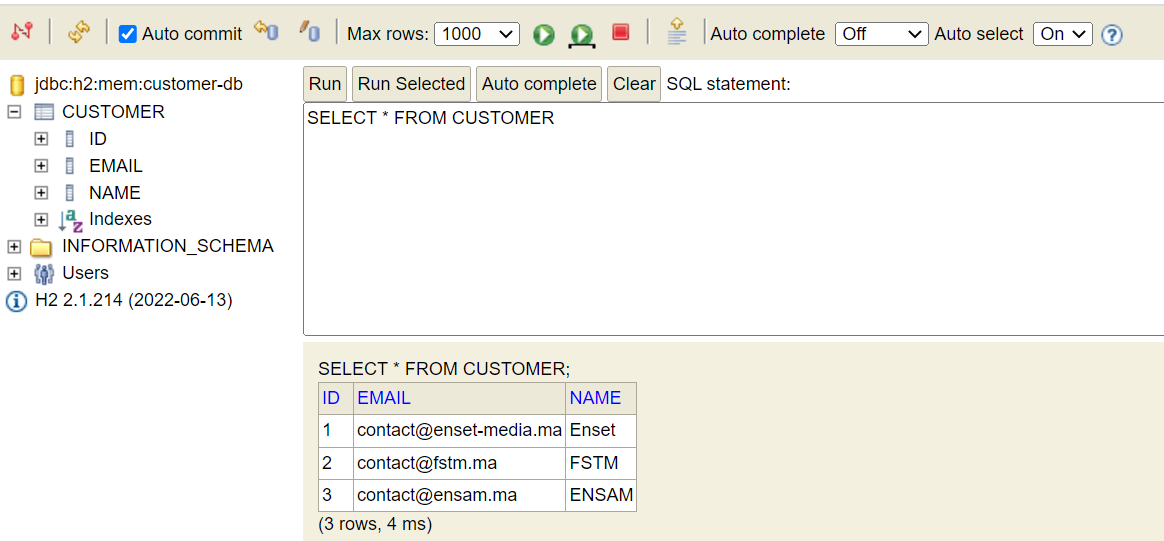 Auto commit Max rows: 1000 Auto complete Off Auto select On
jdbc:h2:mem:customer-db
CUSTOMER
ID
EMAIL
NAME
Indexes
INFORMATION_SCHEMA
Users
H2 2.1.214 (2022-06-13)
Run Run Selected Auto complete Clear SQL statement:
SELECT * FROM CUSTOMER
SELECT * FROM CUSTOMER;
ID EMAIL NAME
1 contact@enset-media.ma Enset
2 contact@fstm.ma FSTM
3 contact@ensam.ma ENSAM
(3 rows, 4 ms)